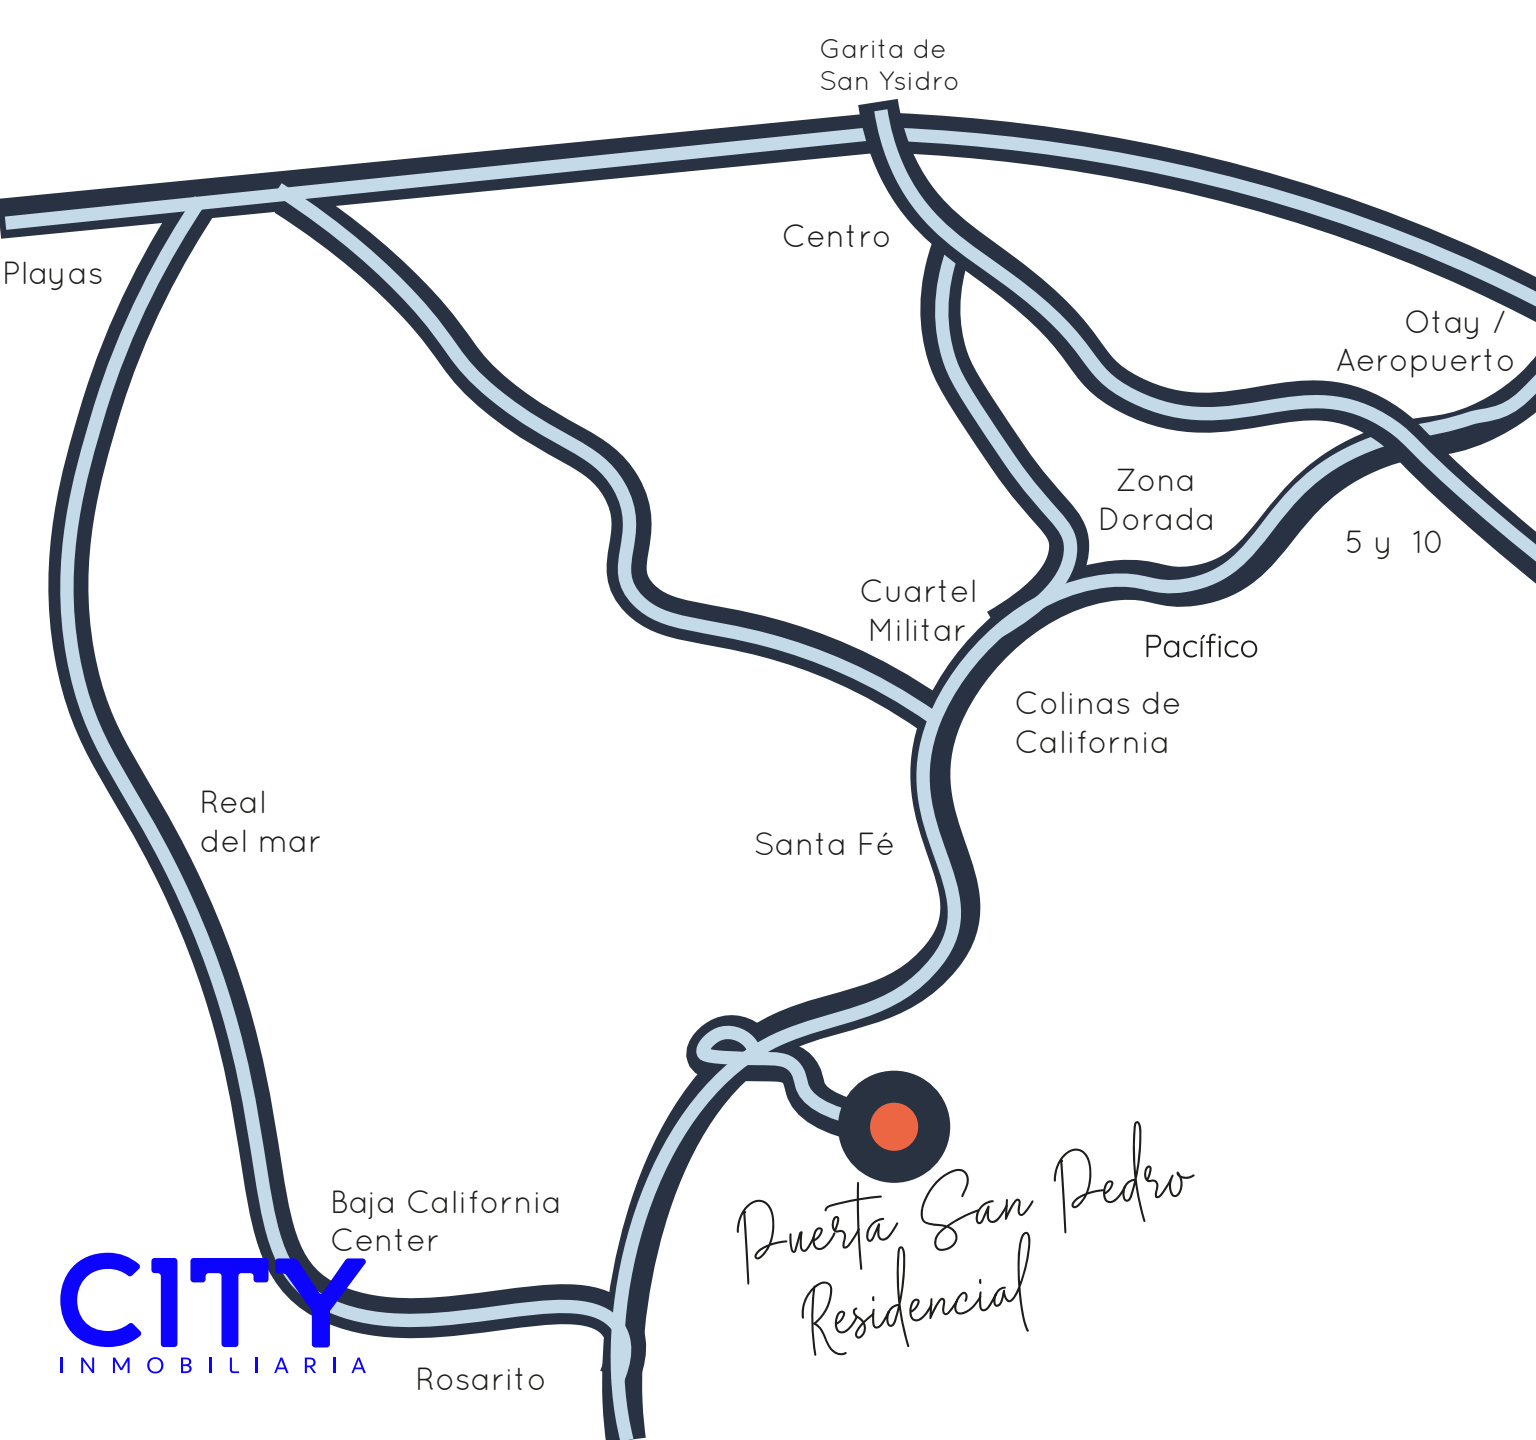 Garita de
San Ysidro
Centro
Playas
Otay /
Aeropuerto
Zona
Dorada
5 y 10
Cuartel
Militar
Pacífico
Colinas de
California
Real
del mar
Santa Fé
Puerta San Pedro
Residencial
Baja California
Center
CITY
INMOBILIARIA
Rosarito